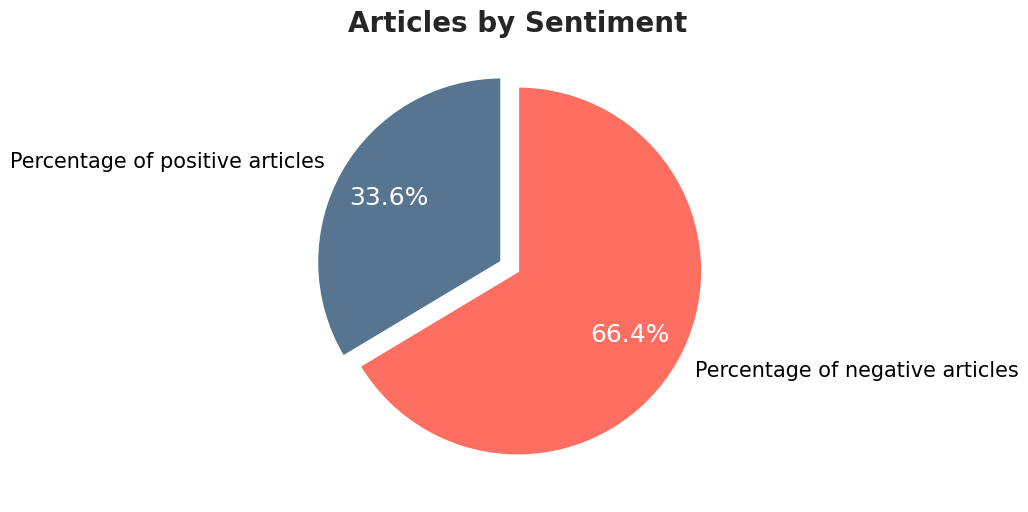 Articles by Sentiment
Percentage of positive articles
33.6%
66.4%
Percentage of negative articles